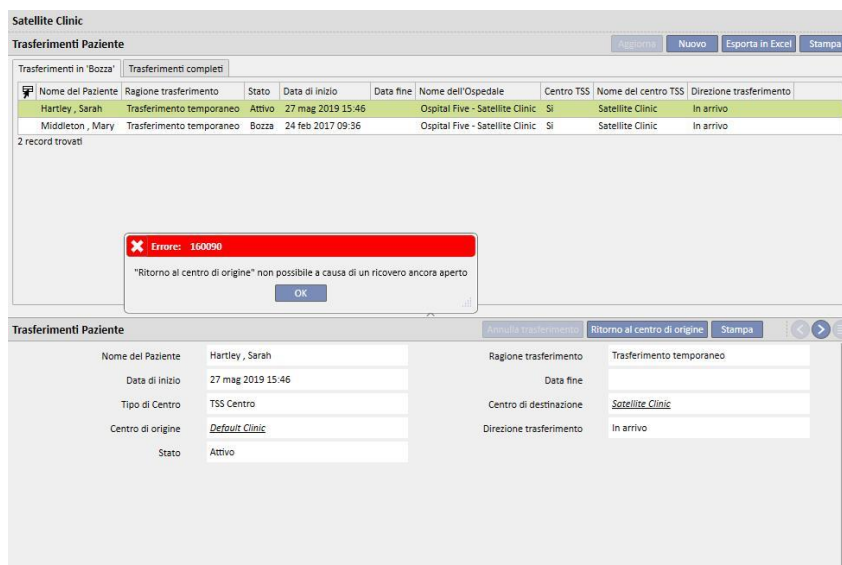 Satellite Clinic
Trasferimenti Paziente Aggiorna Nuovo Esporta in Excel Stampa
Trasferimenti in 'Bozza' Trasferimenti completi
Nome del Paziente Ragione trasferimento Stato Data di inizio Data fine Nome dell'Ospedale Centro TSS Nome del centro TSS Direzione trasferimento
Hartley , Sarah Trasferimento temporaneo Attivo 27 mag 2019 15:46 Ospital Five - Satellite Clinic Si Satellite Clinic In arrivo
Middleton , Mary Trasferimento temporaneo Bozza 24 feb 2017 09:36 Ospital Five - Satellite Clinic Si Satellite Clinic In arrivo
2 record trovati
Errore: 160090
"Ritorno al centro di origine" non possibile a causa di un ricovero ancora aperto
OK
Trasferimenti Paziente Annulla trasferimento Ritorno al centro di origine Stampa
Nome del Paziente Hartley , Sarah Ragione trasferimento Trasferimento temporaneo
Data di inizio 27 mag 2019 15:46 Data fine
Tipo di Centro TSS Centro Centro di destinazione Satellite Clinic
Centro di origine Default Clinic Direzione trasferimento In arrivo
Stato Attivo